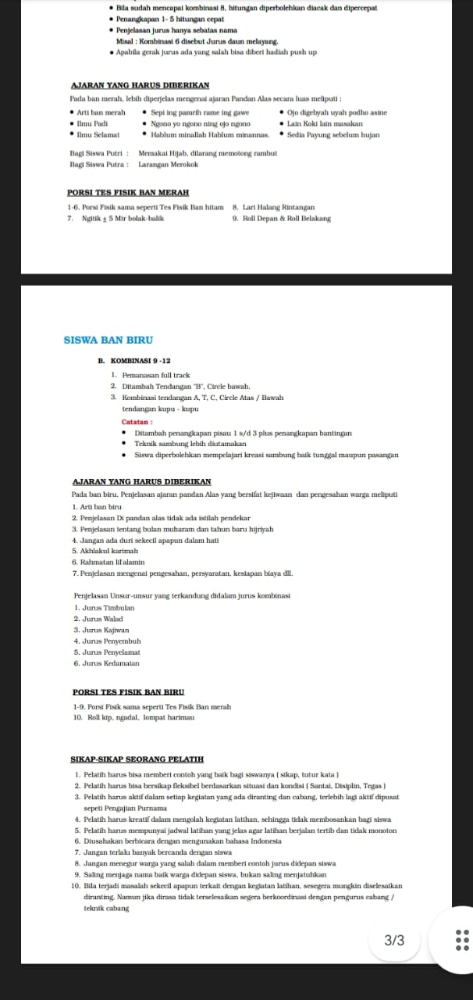 • Bila sudah mencapai kombinasi 8, hitungan diperbolehkan diacak dan dipercepat
• Penangkapan 1- 5 hitungan cepat
• Penjelasan jurus hanya sebatas nama
Misal : Kombinasi 6 disebut Jurus daun melayang.
• Apabila gerak jurus ada yang salah bisa diberi hadiah push up
AJARAN YANG HARUS DIBERIKAN
Pada ban merah, lebih diperjelas mengenai ajaran Pandan Alas secara luas meliputi :
• Arti ban merah • Sepi ing pamrih rame ing gawe • Ojo digebyah uyah podho asine
• Ilmu Padi • Ngono yo ngono ning ojo ngono • Lain Koki lain masakan
• Ilmu Selamat • Hablum minallah Hablum minannas. • Sedia Payung sebelum hujan
Bagi Siswa Putri : Memakai Hijab, dilarang memotong rambut
Bagi Siswa Putra : Larangan Merokok
PORSI TES FISIK BAN MERAH
1-6. Porsi Fisik sama seperti Tes Fisik Ban hitam 8. Lari Halang Rintangan
7. Ngitik ± 5 Mtr bolak-balik 9. Roll Depan & Roll Belakang
SISWA BAN BIRU
B. KOMBINASI 9 -12
1. Pemanasan full track
2. Ditambah Tendangan "B", Circle bawah.
3. Kombinasi tendangan A, T, C, Circle Atas / Bawah
tendangan kupu - kupu
Catatan :
• Ditambah penangkapan pisau 1 s/d 3 plus penangkapan bantingan
• Teknik sambung lebih diutamakan
• Siswa diperbolehkan mempelajari kreasi sambung baik tunggal maupun pasangan
AJARAN YANG HARUS DIBERIKAN
Pada ban biru, Penjelasan ajaran pandan Alas yang bersifat kejiwaan dan pengesahan warga meliputi
1. Arti ban biru
2. Penjelasan Di pandan alas tidak ada istilah pendekar
3. Penjelasan tentang bulan muharam dan tahun baru hijriyah
4. Jangan ada duri sekecil apapun dalam hati
5. Akhlakul karimah
6. Rahmatan lil'alamin
7. Penjelasan mengenai pengesahan, persyaratan, kesiapan biaya dll.
Penjelasan Unsur-unsur yang terkandung didalam jurus kombinasi
1. Jurus Timbulan
2. Jurus Walad
3. Jurus Kajiwan
4. Jurus Penyembuh
5. Jurus Penyelamat
6. Jurus Kedamaian
PORSI TES FISIK BAN BIRU
1-9. Porsi Fisik sama seperti Tes Fisik Ban merah
10. Roll kip, ngadal, lompat harimau
SIKAP-SIKAP SEORANG PELATIH
1. Pelatih harus bisa memberi contoh yang baik bagi siswanya ( sikap, tutur kata )
2. Pelatih harus bisa bersikap fleksibel berdasarkan situasi dan kondisi ( Santai, Disiplin, Tegas )
3. Pelatih harus aktif dalam setiap kegiatan yang ada diranting dan cabang, terlebih lagi aktif dipusat
sepeti Pengajian Purnama
4. Pelatih harus kreatif dalam mengolah kegiatan latihan, sehingga tidak membosankan bagi siswa
5. Pelatih harus mempunyai jadwal latihan yang jelas agar latihan berjalan tertib dan tidak monoton
6. Diusahakan berbicara dengan mengunakan bahasa Indonesia
7. Jangan terlalu banyak bercanda dengan siswa
8. Jangan menegur warga yang salah dalam memberi contoh jurus didepan siswa
9. Saling menjaga nama baik warga didepan siswa, bukan saling menjatuhkan
10. Bila terjadi masalah sekecil apapun terkait dengan kegiatan latihan, sesegera mungkin diselesaikan
diranting. Namun jika dirasa tidak terselesaikan segera berkoordinasi dengan pengurus cabang /
teknik cabang
3/3